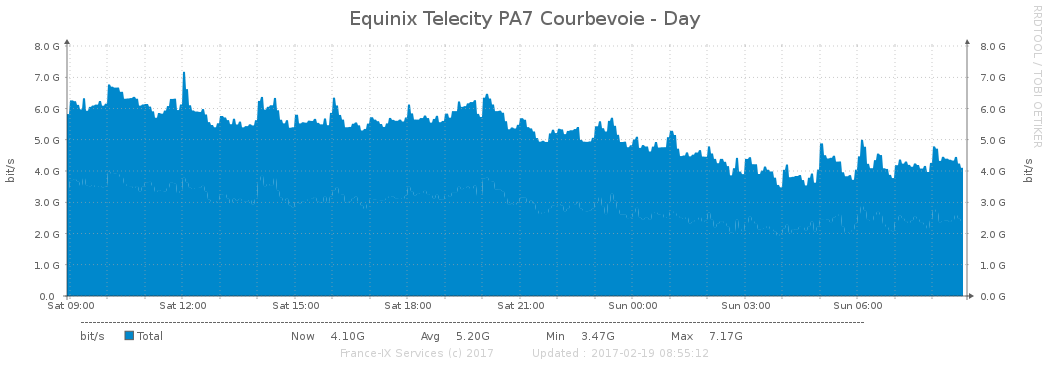 Equinix Telecity PA7 Courbevoie - Day
RRDTOOL / TOBI OETIKER
8.0 G 8.0 G
7.0 G 7.0 G
6.0 G 6.0 G
5.0 G 5.0 G
4.0 G 4.0 G
3.0 G 3.0 G
2.0 G 2.0 G
1.0 G 1.0 G
0.0 0.0 G
bit/s bit/s
Sat 09:00 Sat 12:00 Sat 15:00 Sat 18:00 Sat 21:00 Sun 00:00 Sun 03:00 Sun 06:00
bit/s Total Now 4.10G Avg 5.20G Min 3.47G Max 7.17G
France-IX Services (c) 2017 Updated : 2017-02-19 08:55:12